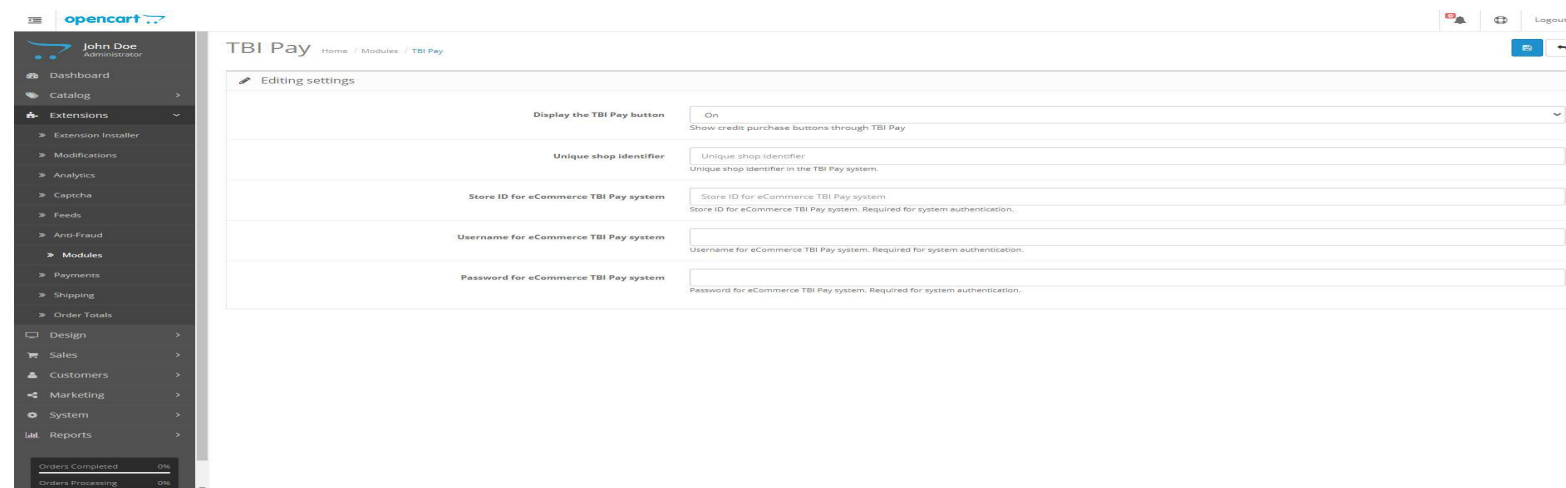 opencart
0
Logout
John Doe
Administrator
Dashboard
Catalog
Extensions
Extension Installer
Modifications
Analytics
Captcha
Feeds
Anti-Fraud
Modules
Payments
Shipping
Order Totals
Design
Sales
Customers
Marketing
System
Reports
Orders Completed 0%
Orders Processing 0%
TBI Pay Home / Modules / TBI Pay
Editing settings
Display the TBI Pay button On
Show credit purchase buttons through TBI Pay
Unique shop identifier Unique shop identifier
Unique shop identifier in the TBI Pay system.
Store ID for eCommerce TBI Pay system Store ID for eCommerce TBI Pay system
Store ID for eCommerce TBI Pay system. Required for system authentication.
Username for eCommerce TBI Pay system
Username for eCommerce TBI Pay system. Required for system authentication.
Password for eCommerce TBI Pay system
Password for eCommerce TBI Pay system. Required for system authentication.